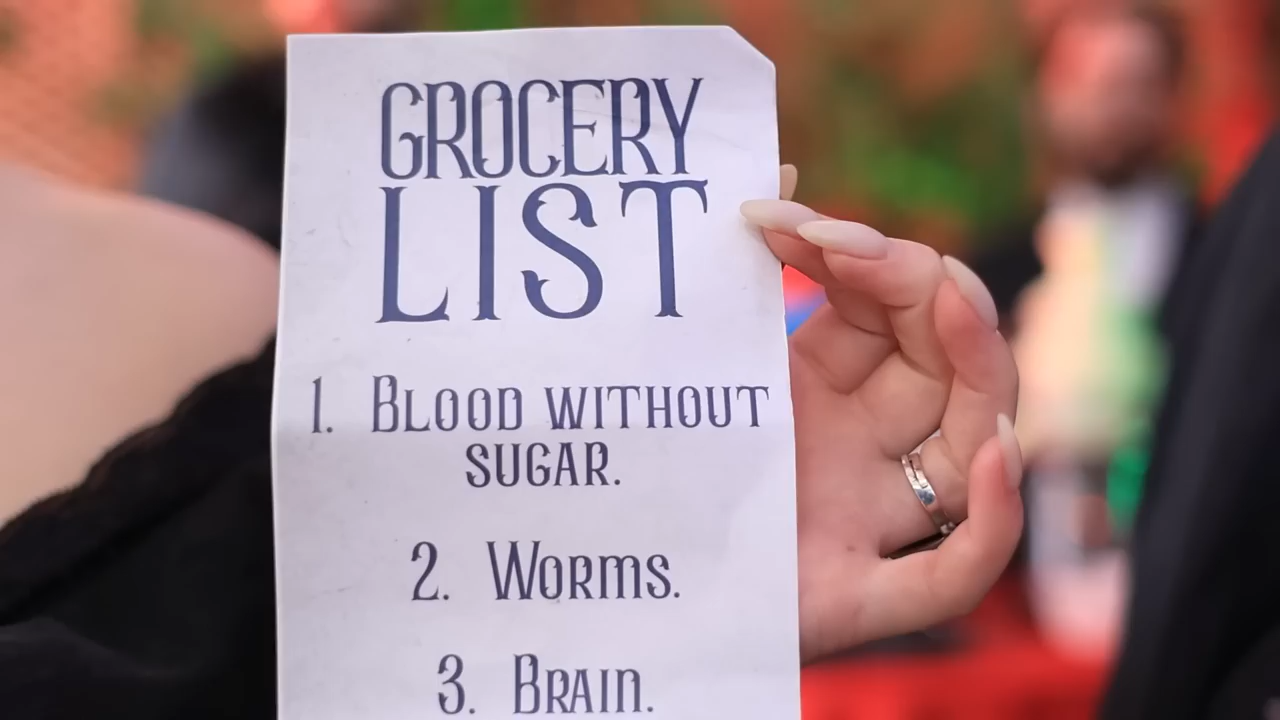 GROCERY
LIST
1. BLOOD WITHOUT
SUGAR.
2. WORMS.
3. BRAIN.